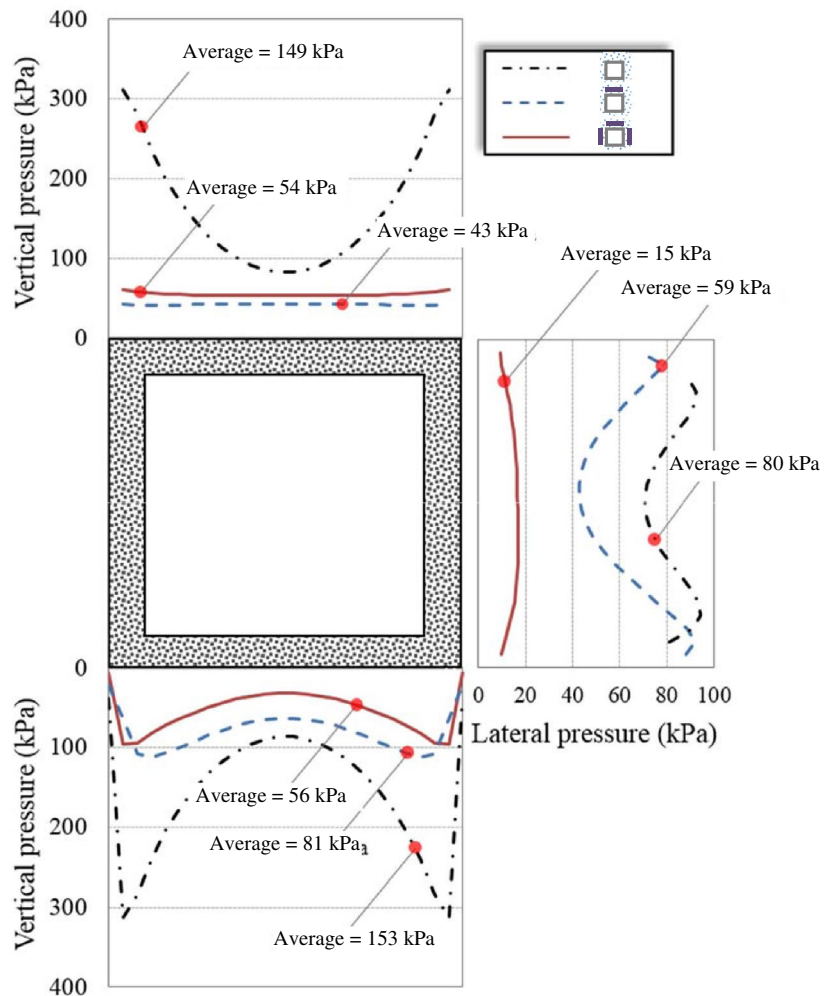 400
Average = 149 kPa
300
200
Average = 54 kPa
Average = 43 kPa
100
0
Vertical pressure (kPa)
Average = 15 kPa
Average = 59 kPa
Average = 80 kPa
0 20 40 60 80 100
Lateral pressure (kPa)
0
100
Average = 56 kPa
200
Average = 81 kPa
300
Average = 153 kPa
400
Vertical pressure (kPa)